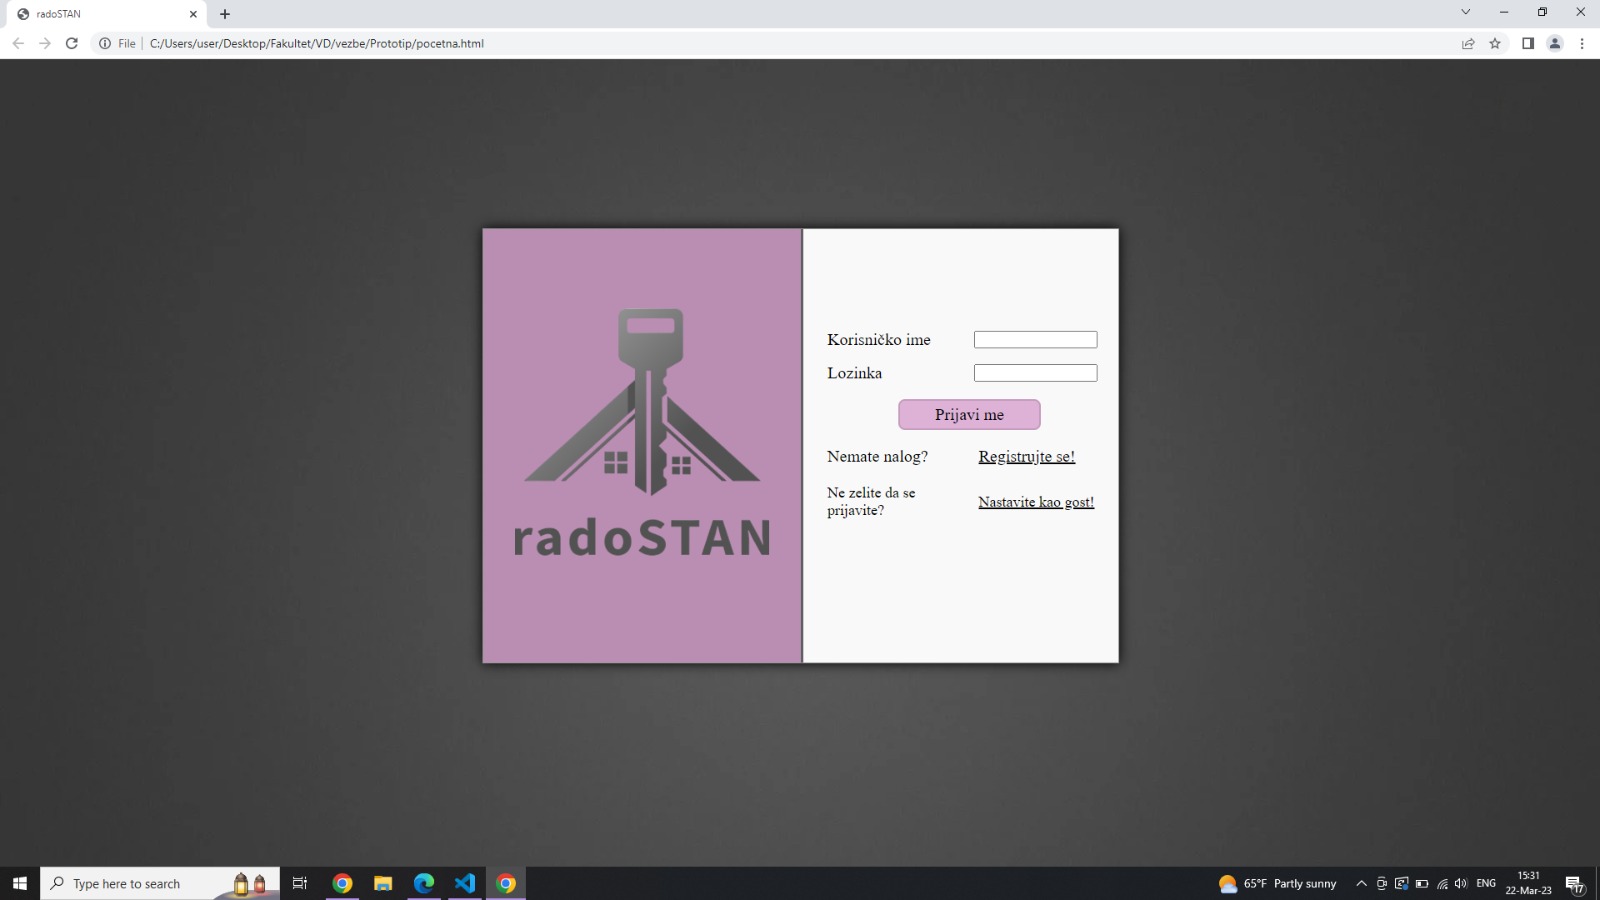 radoSTAN
File
C:/Users/user/Desktop/Fakultet/VD/vezbe/Prototip/pocetna.html
radoSTAN
Korisničko ime
Lozinka
Prijavi me
Nemate nalog? Registrujte se!
Ne zelite da se
prijavite?
Nastavite kao gost!
Type here to search
65°F Partly sunny
ENG
15:31
22-Mar-23
17